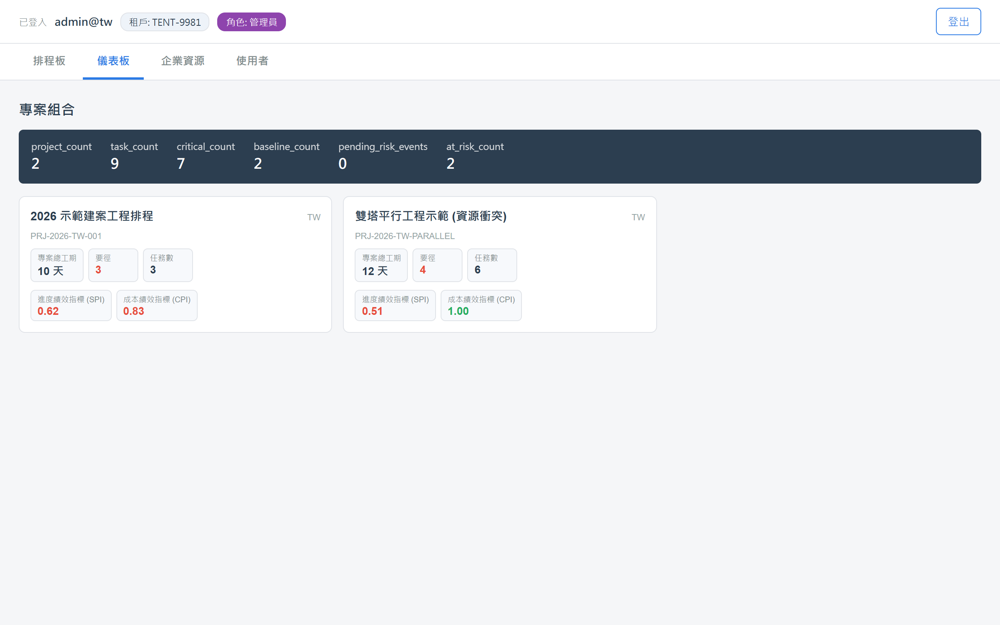 已登入 admin@tw 租戶: TENT-9981 角色: 管理員 登出
排程板 儀表板 企業資源 使用者
專案組合
project_count task_count critical_count baseline_count pending_risk_events at_risk_count
2 9 7 2 0 2
2026 示範建案工程排程 TW
PRJ-2026-TW-001
專案總工期 要徑 任務數
10 天 3 3
進度績效指標 (SPI) 成本績效指標 (CPI)
0.62 0.83
雙塔平行工程示範 (資源衝突) TW
PRJ-2026-TW-PARALLEL
專案總工期 要徑 任務數
12 天 4 6
進度績效指標 (SPI) 成本績效指標 (CPI)
0.51 1.00